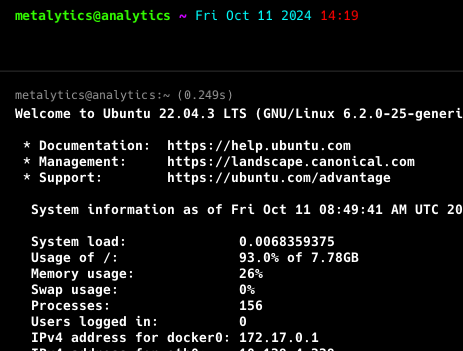 metalytics@analytics ~ Fri Oct 11 2024 14:19
metalytics@analytics:~ (0.249s)
Welcome to Ubuntu 22.04.3 LTS (GNU/Linux 6.2.0-25-generi
* Documentation: https://help.ubuntu.com
* Management: https://landscape.canonical.com
* Support: https://ubuntu.com/advantage
System information as of Fri Oct 11 08:49:41 AM UTC 20
System load: 0.0068359375
Usage of /: 93.0% of 7.78GB
Memory usage: 26%
Swap usage: 0%
Processes: 156
Users logged in: 0
IPv4 address for docker0: 172.17.0.1
IPv4 address for